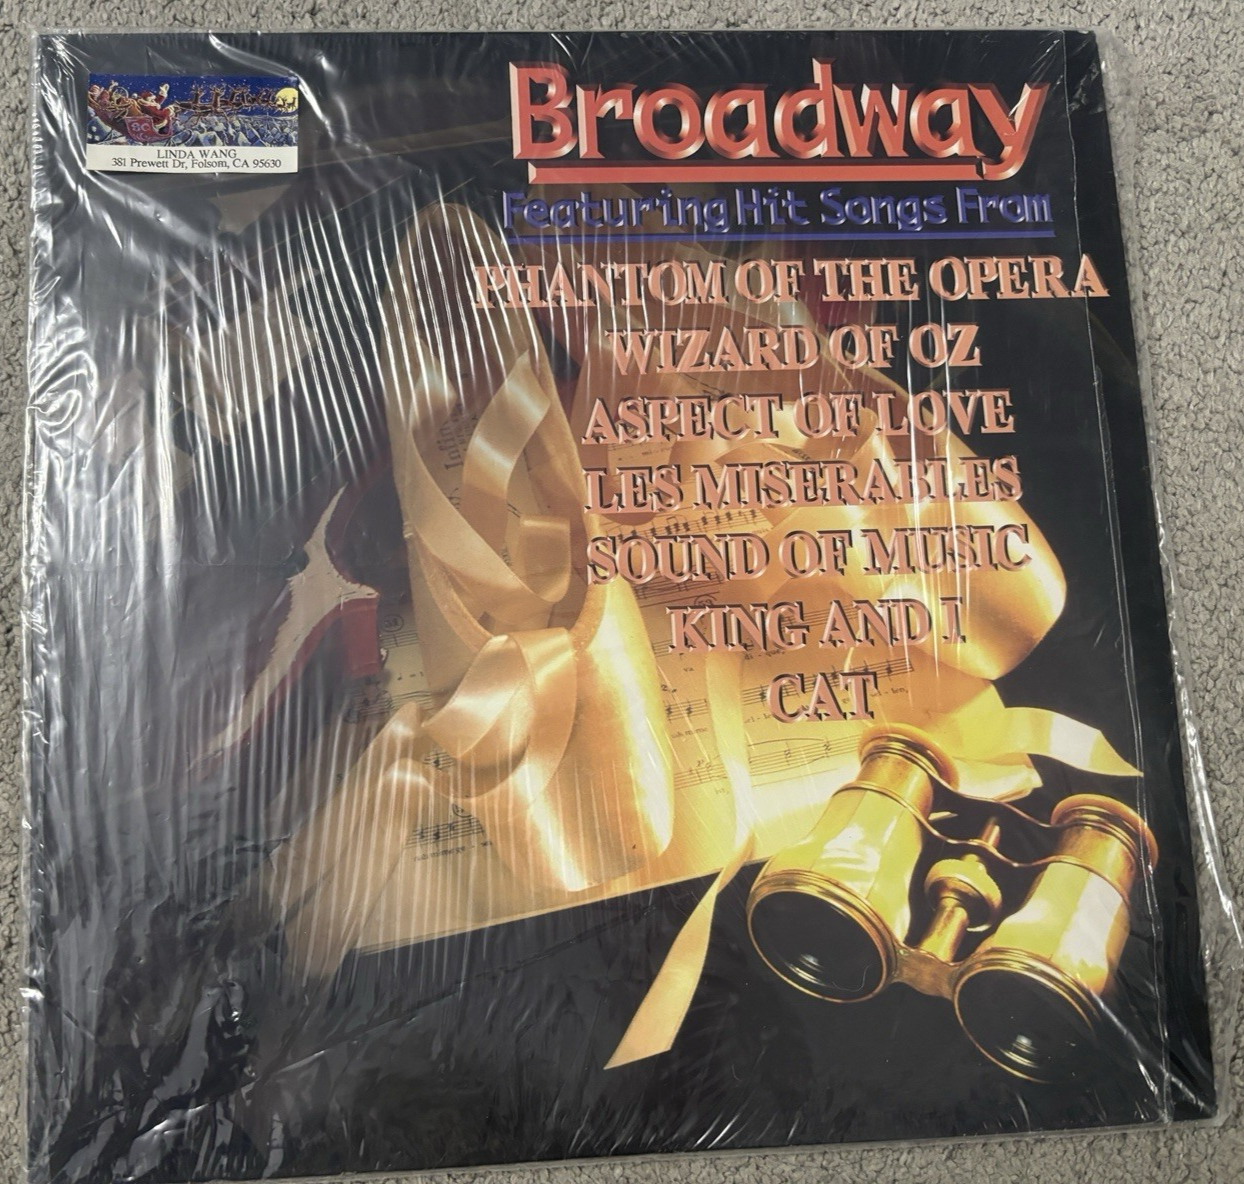 LINDA WANG
381 Prewett Dr, Folsom, CA 95630
Broadway
Featuring Hit Songs From
PHANTOM OF THE OPERA
WIZARD OF OZ
ASPECT OF LOVE
LES MISERABLES
SOUND OF MUSIC
KING AND I
CAT